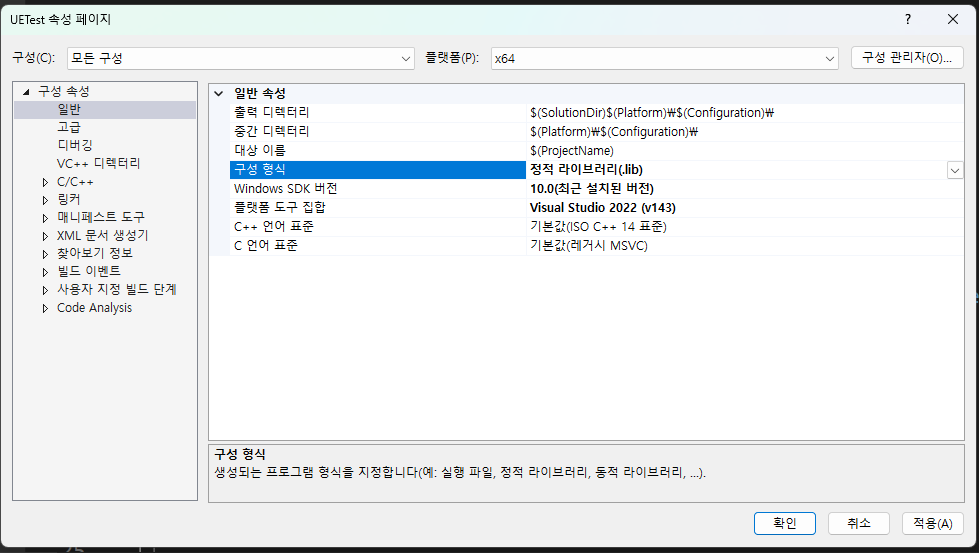 UETest 속성 페이지
구성(C): 모든 구성 플랫폼(P): x64 구성 관리자(O)...
구성 속성
일반
고급
디버깅
VC++ 디렉터리
C/C++
링커
매니페스트 도구
XML 문서 생성기
찾아보기 정보
빌드 이벤트
사용자 지정 빌드 단계
Code Analysis
일반 속성
출력 디렉터리 $(SolutionDir)$(Platform)₩$(Configuration)₩
중간 디렉터리 $(Platform)₩$(Configuration)₩
대상 이름 $(ProjectName)
구성 형식 정적 라이브러리(.lib)
Windows SDK 버전 10.0(최근 설치된 버전)
플랫폼 도구 집합 Visual Studio 2022 (v143)
C++ 언어 표준 기본값(ISO C++ 14 표준)
C 언어 표준 기본값(레거시 MSVC)
구성 형식
생성되는 프로그램 형식을 지정합니다(예: 실행 파일, 정적 라이브러리, 동적 라이브러리, ...).
확인 취소 적용(A)